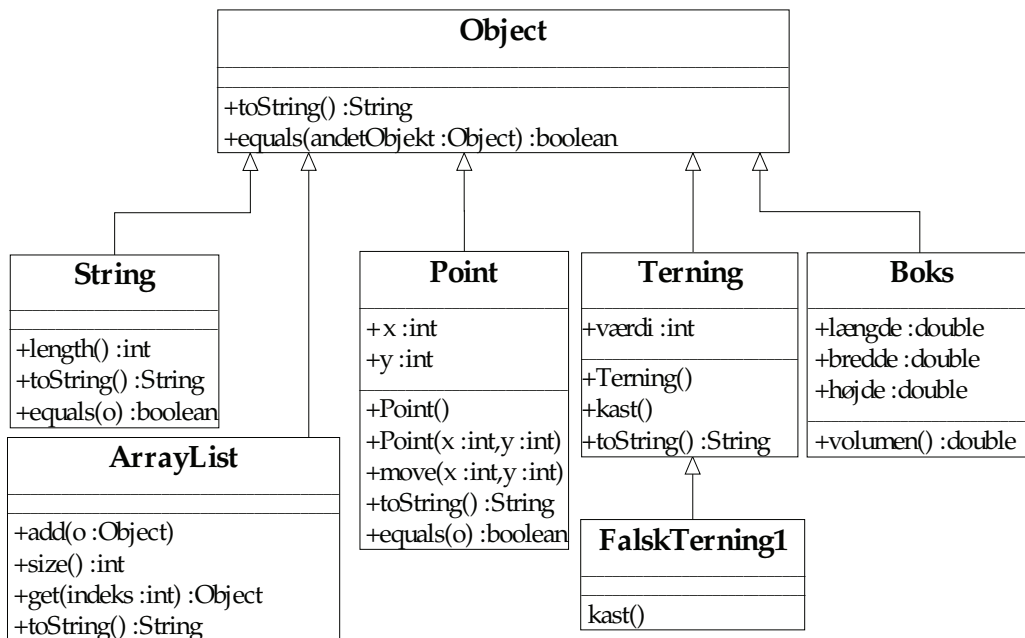 Object
+toString() :String
+equals(andetObjekt :Object) :boolean
String
+length() :int
+toString() :String
+equals(o) :boolean
ArrayList
+add(o :Object)
+size() :int
+get(indeks :int) :Object
+toString() :String
Point
+x :int
+y :int
+Point()
+Point(x :int,y :int)
+move(x :int,y :int)
+toString() :String
+equals(o) :boolean
Terning
+værdi :int
+Terning()
+kast()
+toString() :String
FalskTerning1
kast()
Boks
+længde :double
+bredde :double
+højde :double
+volumen() :double